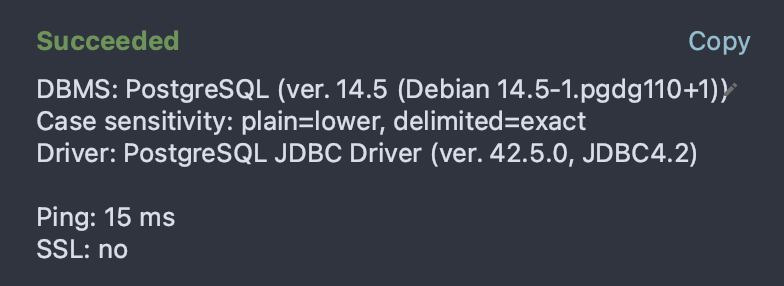 Succeeded
Copy
DBMS: PostgreSQL (ver. 14.5 (Debian 14.5-1.pgdg110+1))
Case sensitivity: plain=lower, delimited=exact
Driver: PostgreSQL JDBC Driver (ver. 42.5.0, JDBC4.2)
Ping: 15 ms
SSL: no